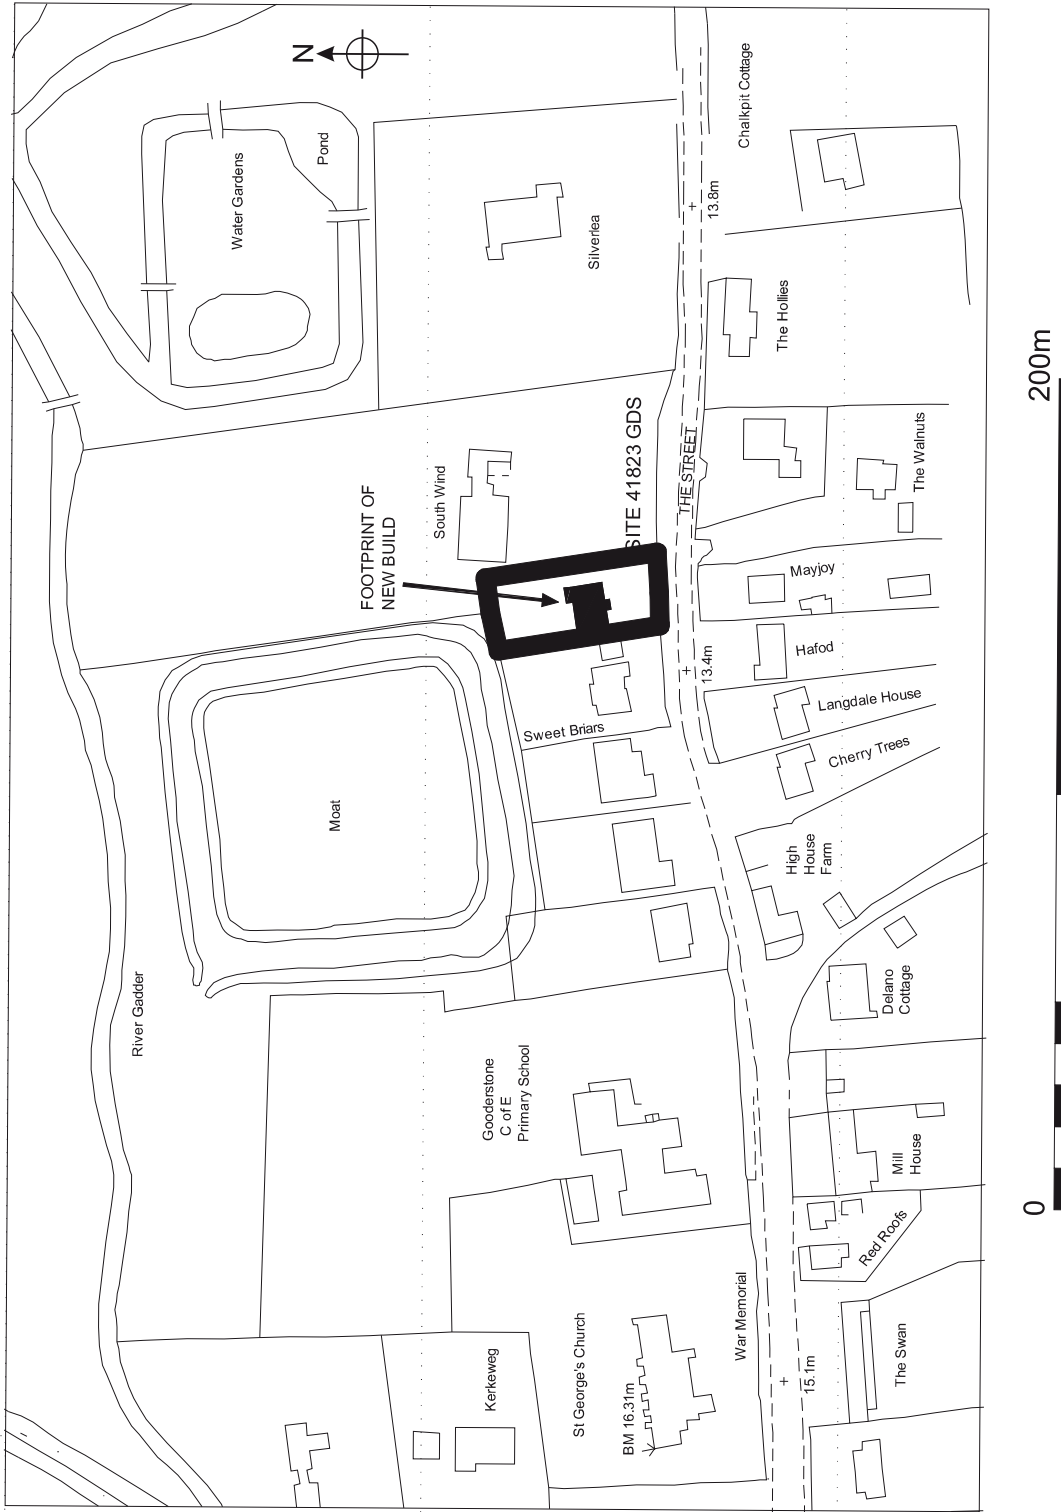 N
Chalkpit Cottage
Pond
Water Gardens
Silverlea
13.8m
The Hollies
200m
SITE 41823 GDS
THE STREET
The Walnuts
South Wind
FOOTPRINT OF
NEW BUILD
Mayjoy
Hafod
13.4m
Langdale House
Sweet Briars
Cherry Trees
Moat
High
House
Farm
River Gadder
Delano
Cottage
Gooderstone
C of E
Primary School
Mill
House
0
Red Roofs
War Memorial
St George's Church
Kerkeweg
The Swan
15.1m
BM 16.31m